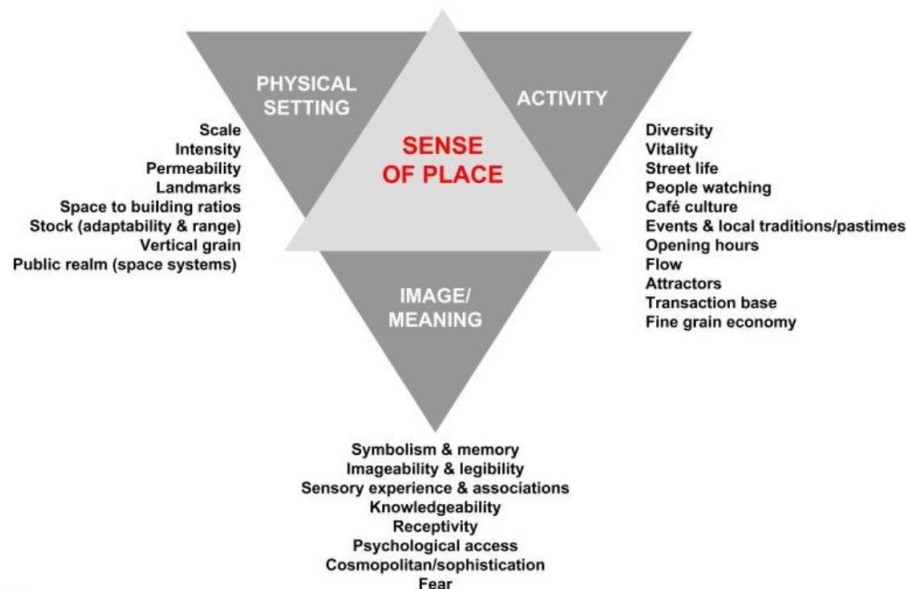 PHYSICAL
SETTING
ACTIVITY
SENSE
OF PLACE
Scale
Intensity
Permeability
Landmarks
Space to building ratios
Stock (adaptability & range)
Vertical grain
Public realm (space systems)
Diversity
Vitality
Street life
People watching
Café culture
Events & local traditions/pastimes
Opening hours
Flow
Attractors
Transaction base
Fine grain economy
IMAGE/
MEANING
Symbolism & memory
Imageability & legibility
Sensory experience & associations
Knowledgeability
Receptivity
Psychological access
Cosmopolitan/sophistication
Fear